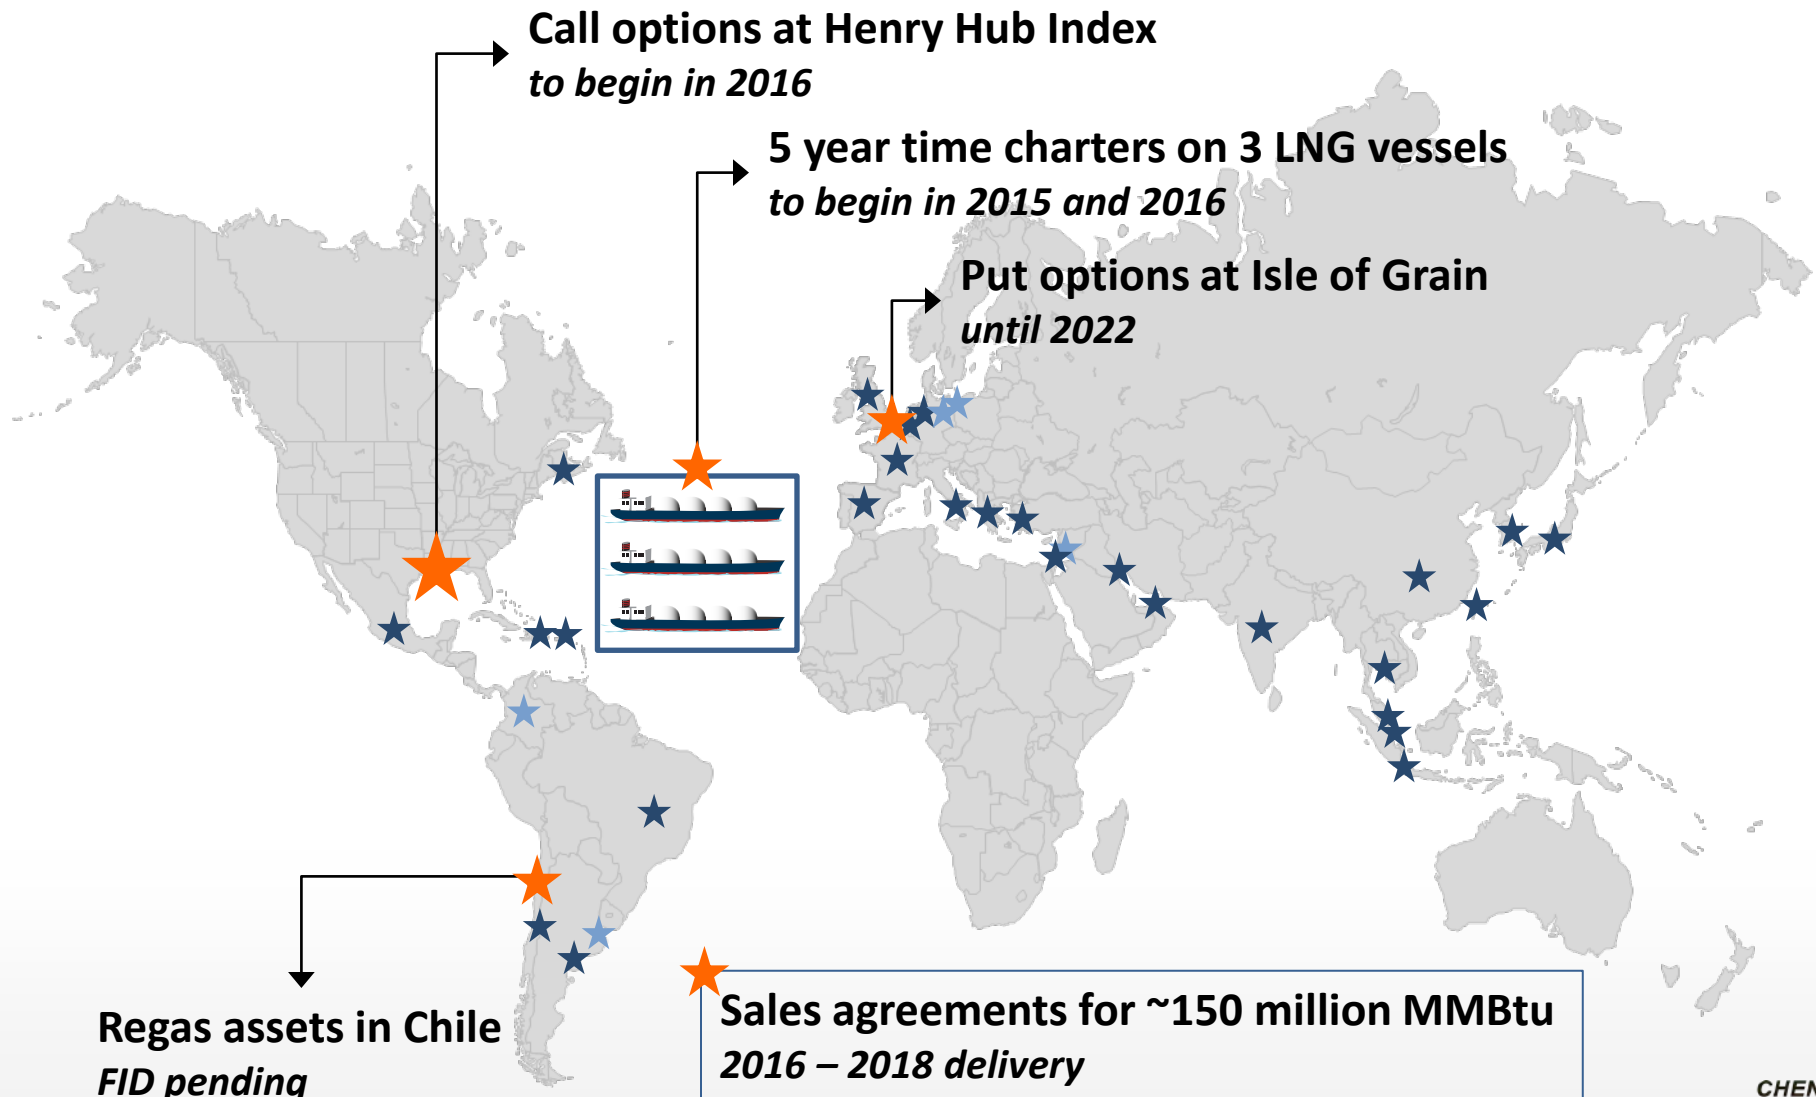 Call options at Henry Hub Index
to begin in 2016
5 year time charters on 3 LNG vessels
to begin in 2015 and 2016
Put options at Isle of Grain
until 2022
Regas assets in Chile
FID pending
Sales agreements for ~150 million MMBtu
2016 – 2018 delivery
CHEN